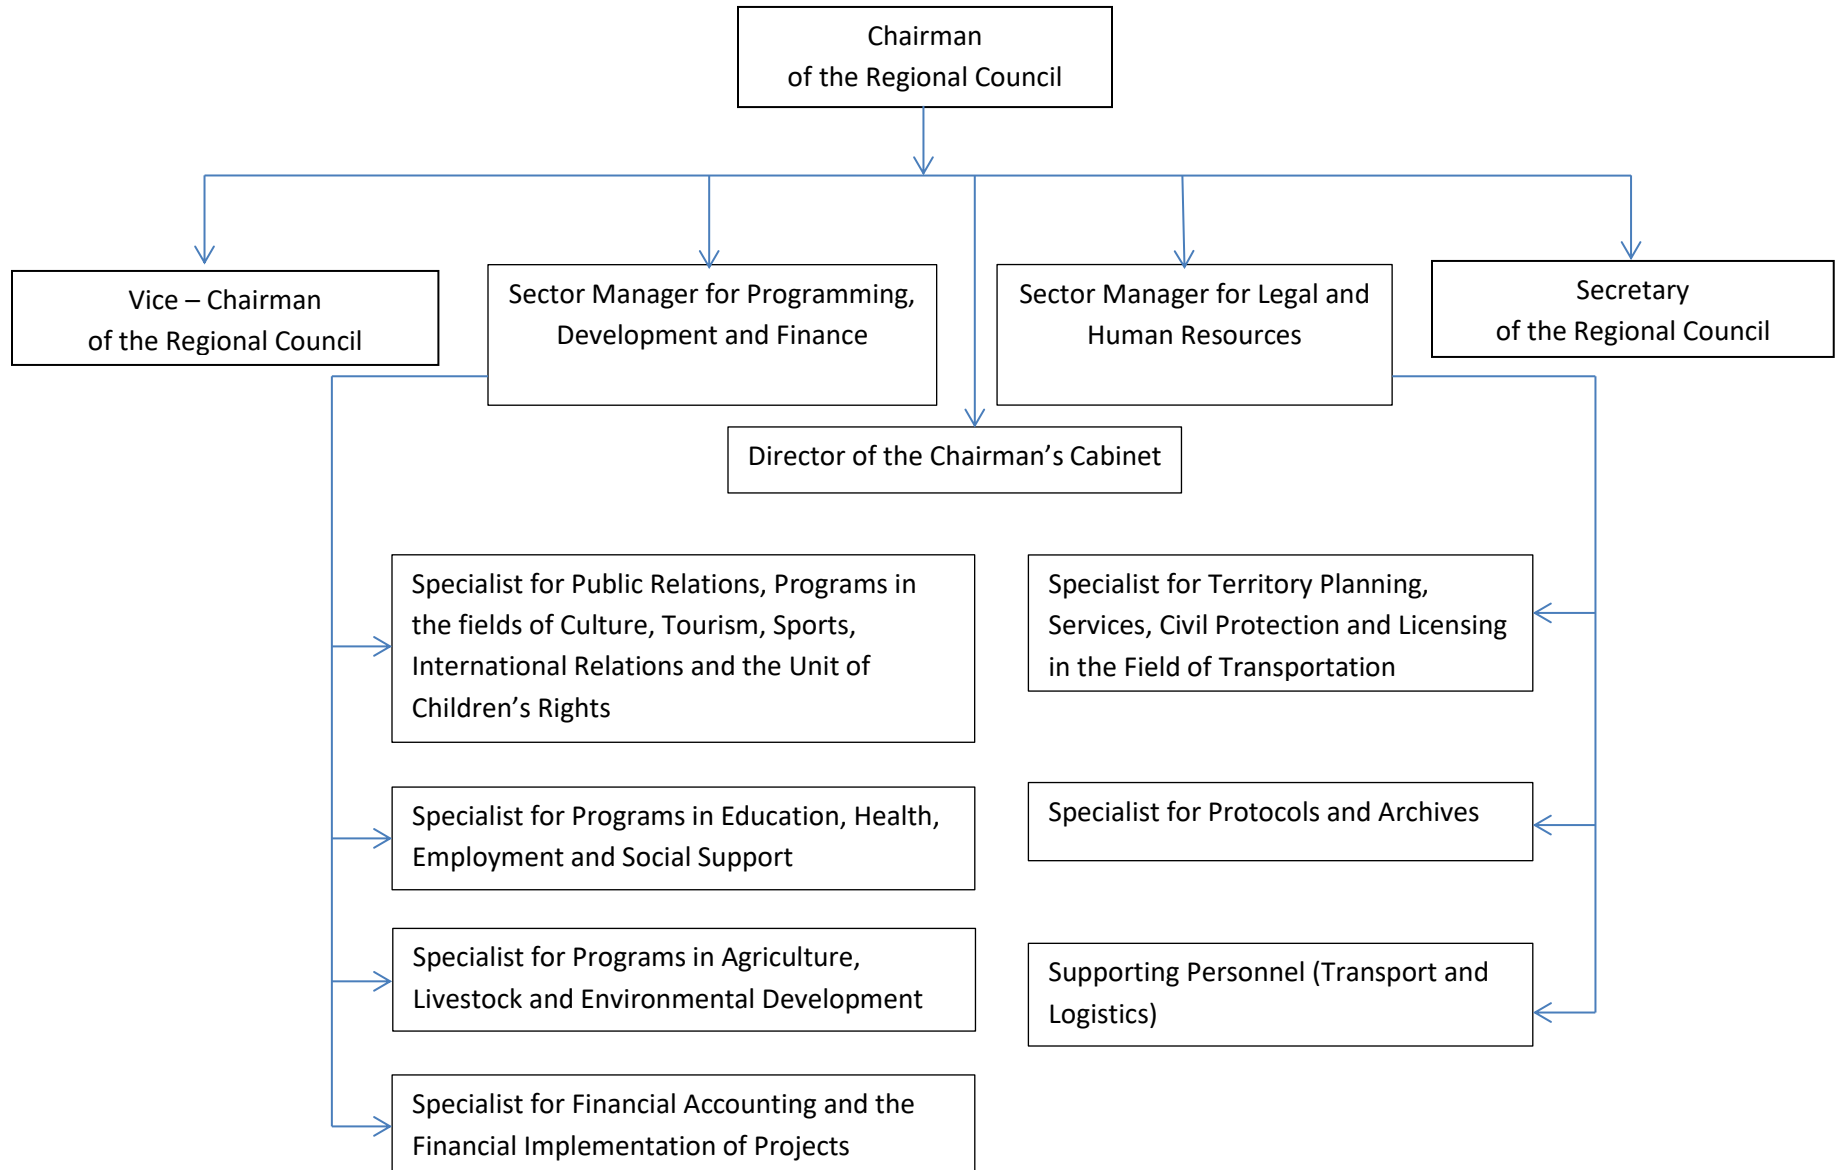 Chairman
of the Regional Council
Vice – Chairman
of the Regional Council
Sector Manager for Programming,
Development and Finance
Sector Manager for Legal and
Human Resources
Secretary
of the Regional Council
Director of the Chairman’s Cabinet
Specialist for Public Relations, Programs in
the fields of Culture, Tourism, Sports,
International Relations and the Unit of
Children’s Rights
Specialist for Programs in Education, Health,
Employment and Social Support
Specialist for Programs in Agriculture,
Livestock and Environmental Development
Specialist for Financial Accounting and the
Financial Implementation of Projects
Specialist for Territory Planning,
Services, Civil Protection and Licensing
in the Field of Transportation
Specialist for Protocols and Archives
Supporting Personnel (Transport and
Logistics)